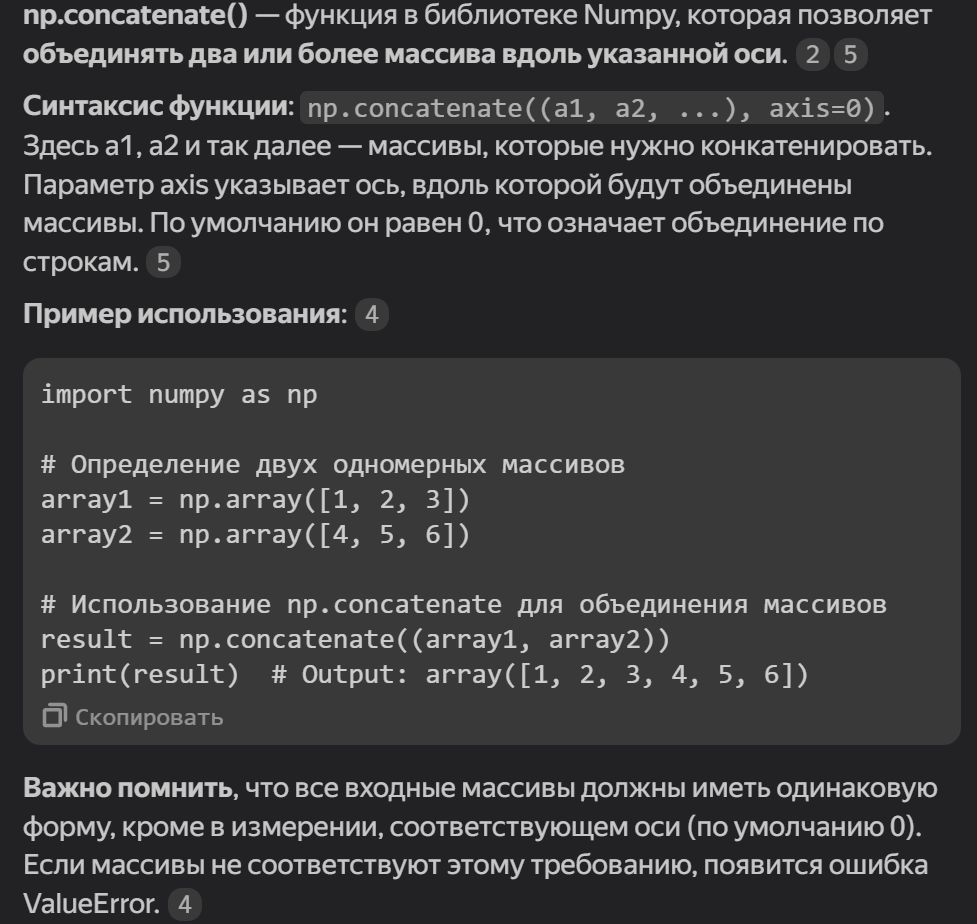 np.concatenate() — функция в библиотеке Numpy, которая позволяет
объединять два или более массива вдоль указанной оси. 2 5
Синтаксис функции: np.concatenate((a1, a2, ...), axis=0).
Здесь a1, a2 и так далее — массивы, которые нужно конкатенировать.
Параметр axis указывает ось, вдоль которой будут объединены
массивы. По умолчанию он равен 0, что означает объединение по
строкам. 5
Пример использования: 4
import numpy as np
# Определение двух одномерных массивов
array1 = np.array([1, 2, 3])
array2 = np.array([4, 5, 6])
# Использование np.concatenate для объединения массивов
result = np.concatenate((array1, array2))
print(result)  # Output: array([1, 2, 3, 4, 5, 6])
Скопировать
Важно помнить, что все входные массивы должны иметь одинаковую
форму, кроме в измерении, соответствующем оси (по умолчанию 0).
Если массивы не соответствуют этому требованию, появится ошибка
ValueError. 4